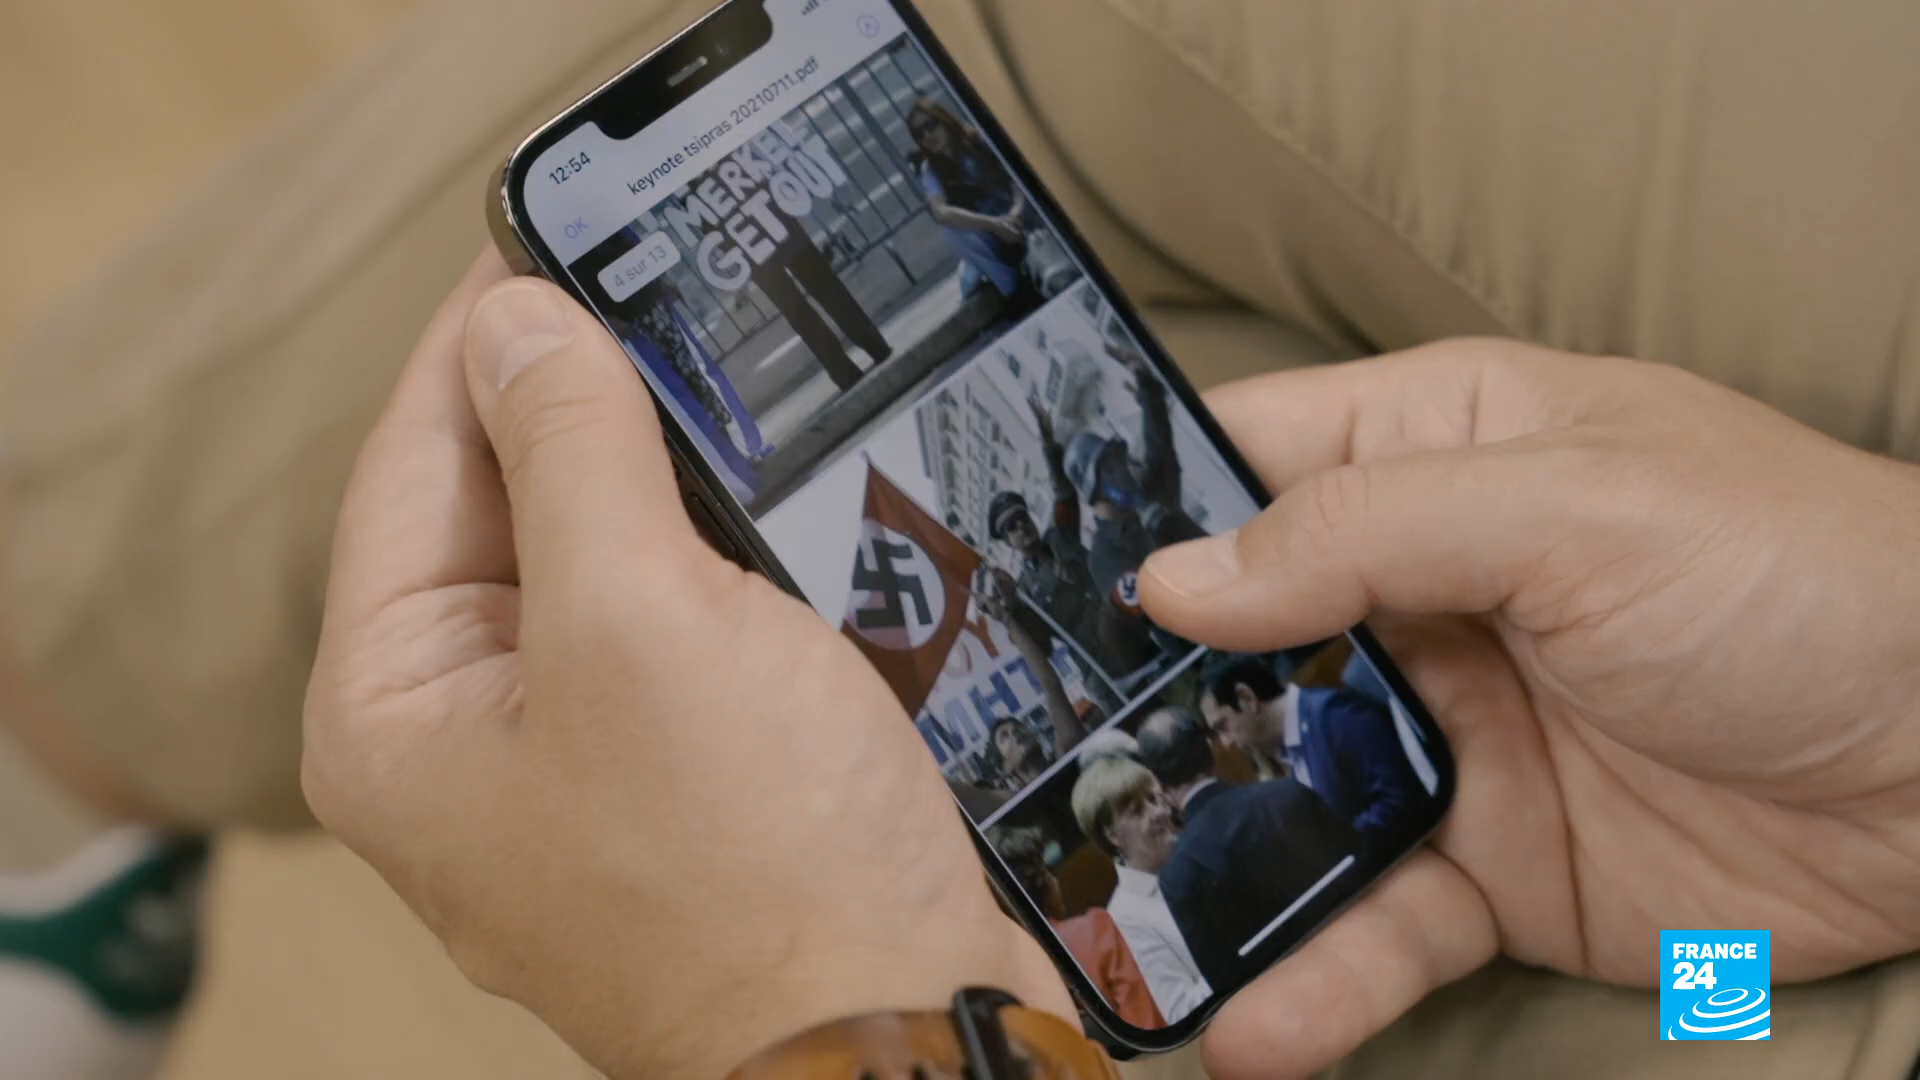 12:54
keynote tsipras 20210711.pdf
OK
4 sur 13
MERKEL
GET OUT
FRANCE
24